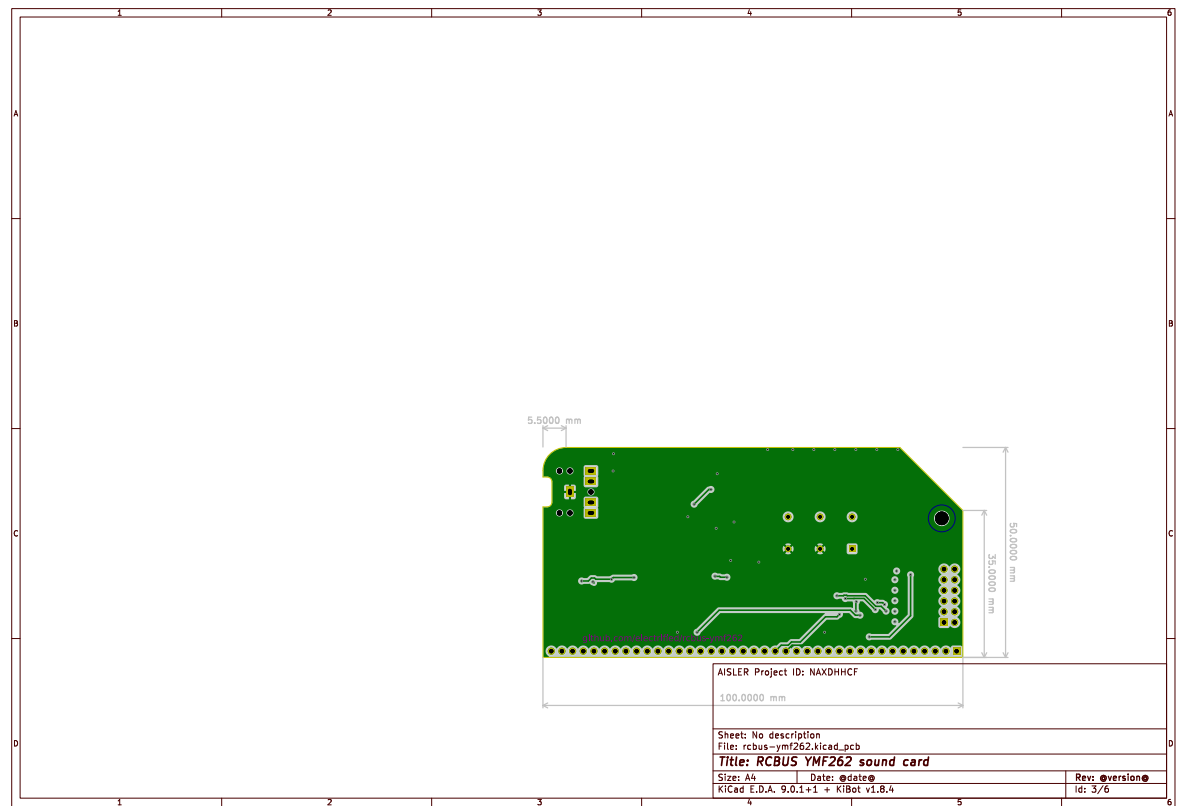 1 2 3 4 5 6
A A
B B
5.5000 mm
C C
50.0000 mm
35.0000 mm
AISLER Project ID: NAXDHHCF
100.0000 mm
Sheet: No description
File: rcbus-ymf262.kicad_pcb
D D
Title: RCBUS YMF262 sound card
Size: A4 Date: @date@ Rev: @version@
KiCad E.D.A. 9.0.1+1 + KiBot v1.8.4 Id: 3/6
1 2 3 4 5 6